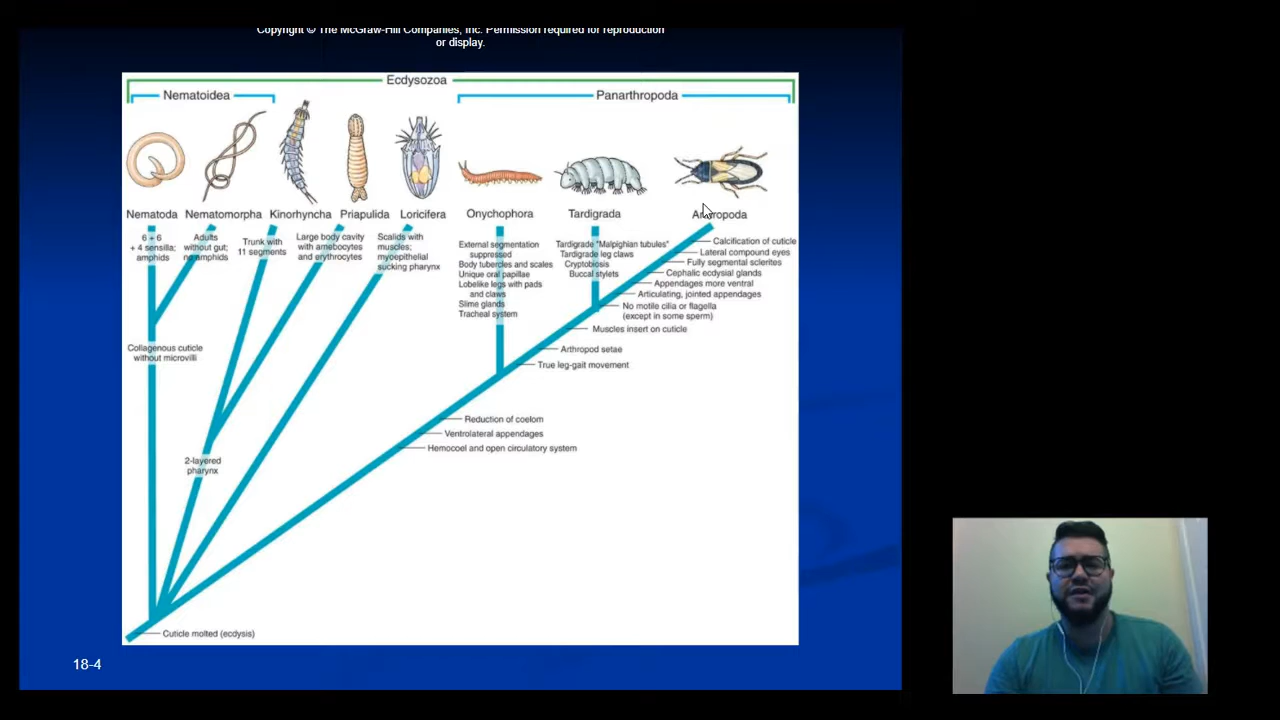 Copyright © The McGraw-Hill Companies, Inc. Permission required for reproduction
or display.
Ecdysozoa
Nematoidea
Panarthropoda
Nematoda
Nematomorpha
Kinorhyncha
Priapulida
Loricifera
Onychophora
Tardigrada
Arthropoda
6 + 6
+ 4 sensilla;
amphids
Adults
without gut;
no amphids
Trunk with
11 segments
Large body cavity
with amebocytes
and erythrocytes
Scalids with
muscles;
myoepithelial
sucking pharynx
External segmentation
suppressed
Body tubercles and scales
Unique oral papillae
Lobelike legs with pads
and claws
Slime glands
Tracheal system
Tardigrade "Malpighian tubules"
Tardigrade leg claws
Cryptobiosis
Buccal stylets
Calcification of cuticle
Lateral compound eyes
Fully segmental sclerites
Cephalic ecdysial glands
Appendages more ventral
Articulating, jointed appendages
No motile cilia or flagella
(except in some sperm)
Muscles insert on cuticle
Arthropod setae
True leg-gait movement
Collagenous cuticle
without microvilli
Reduction of coelom
Ventrolateral appendages
Hemocoel and open circulatory system
2-layered
pharynx
Cuticle molted (ecdysis)
18-4